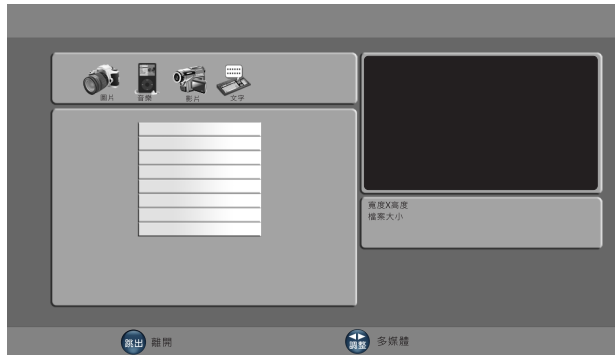 圖片 音樂 影片 文字
寬度X高度
檔案大小
跳出 離開 調整 多媒體